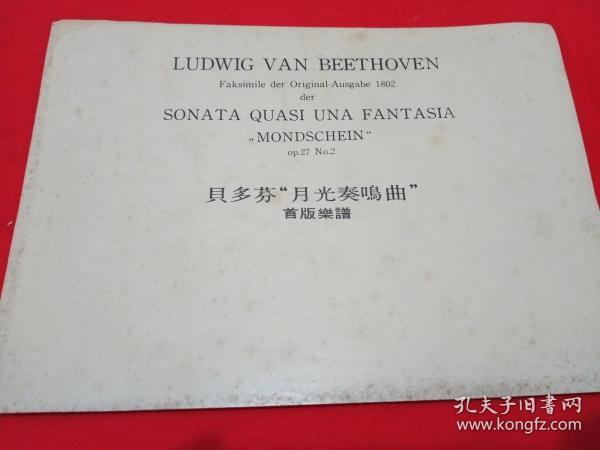 LUDWIG VAN BEETHOVEN
Faksimile der Original-Ausgabe 1802
der
SONATA QUASI UNA FANTASIA
„MONDSCHEIN“
op.27 No.2
貝多芬“月光奏鳴曲”
首版樂譜
孔夫子旧书网
www.kongfz.com